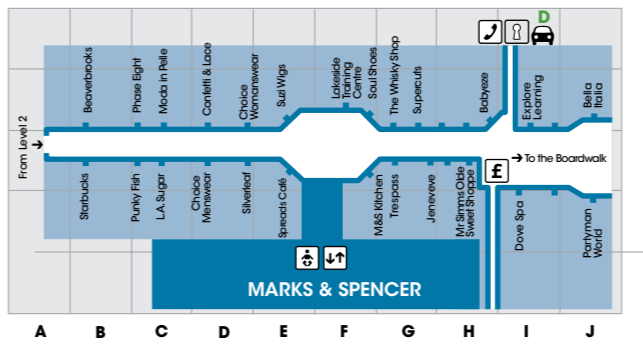 D
Beaverbrooks
Phase Eight
Moda in Pelle
Confetti & Lace
Choice
Womanswear
Suzi Wigs
Lakeside
Training
Centre
Soul Shoes
The Whisky Shop
Supercuts
Babyeze
Explore
Learning
Bella
Italia
From Level 2
To the Boardwalk
£
Starbucks
Punky Fish
L.A. Sugar
Choice
Menswear
Silverleaf
Spreads Café
M&S Kitchen
Trespass
Jeneveve
Mr Simms Olde
Sweet Shoppe
Dove Spa
Partyman
World
MARKS & SPENCER
A B C D E F G H I J